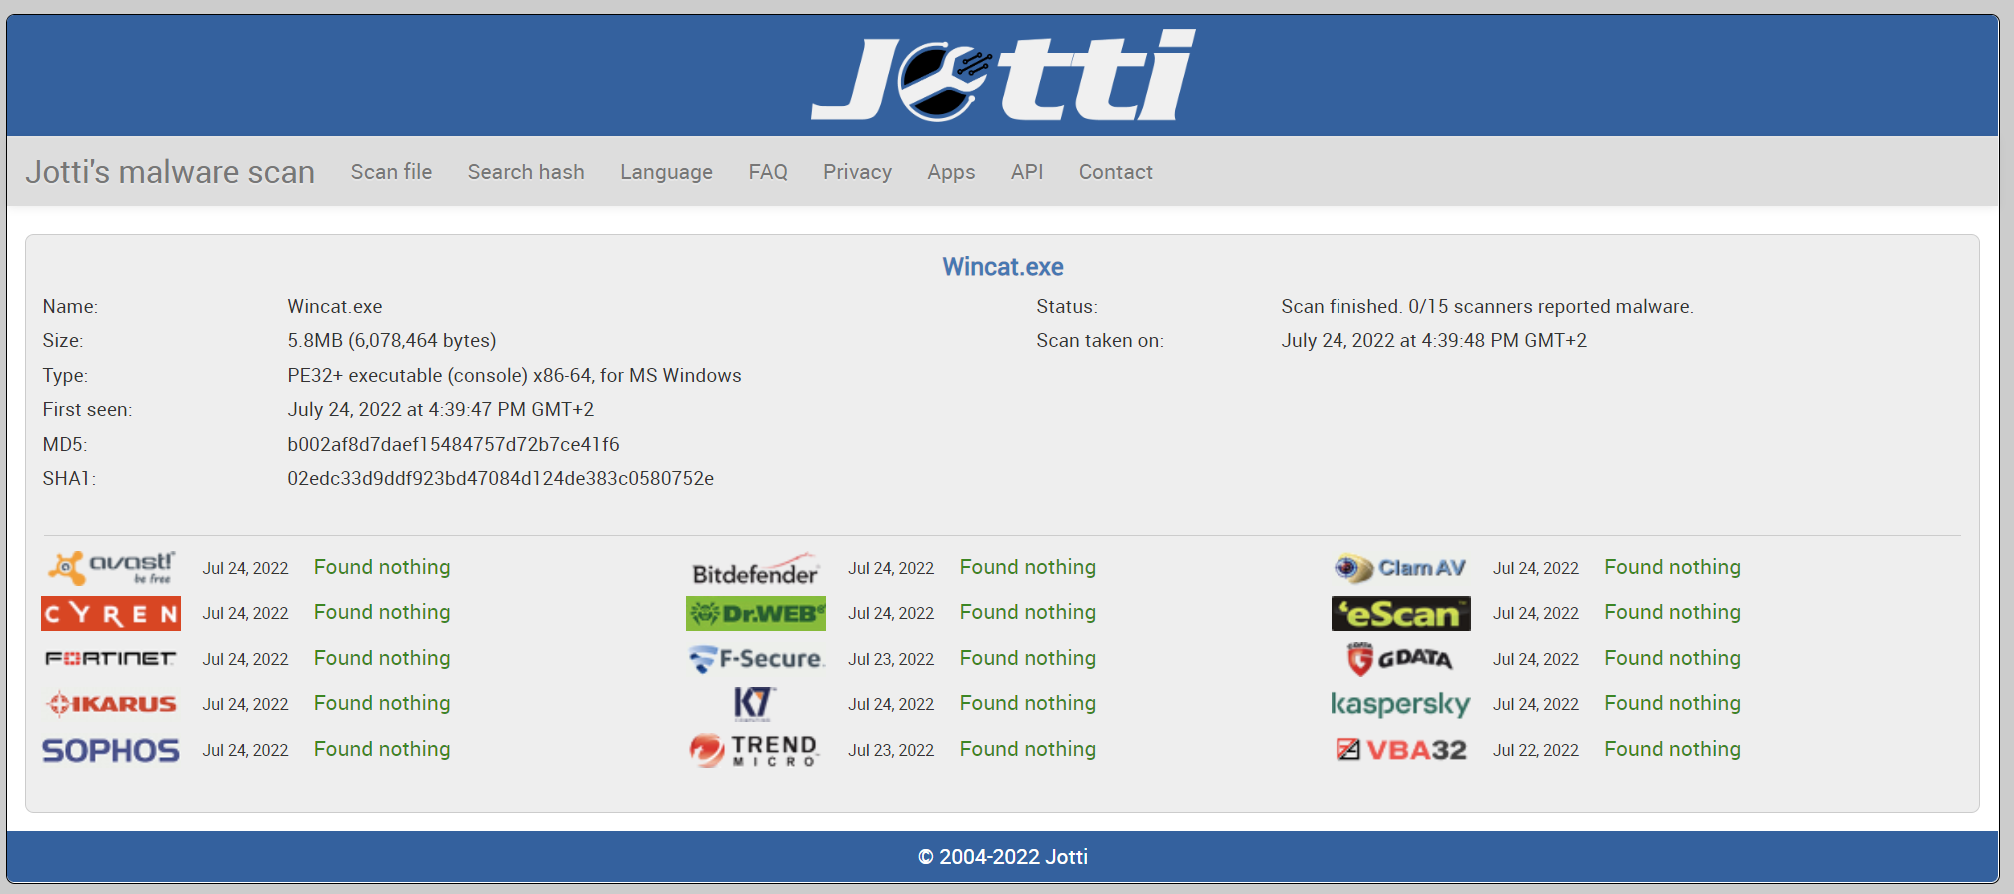 Jotti
Jotti's malware scan Scan file Search hash Language FAQ Privacy Apps API Contact
Wincat.exe
Name: Wincat.exe Status: Scan finished. 0/15 scanners reported malware.
Size: 5.8MB (6,078,464 bytes) Scan taken on: July 24, 2022 at 4:39:48 PM GMT+2
Type: PE32+ executable (console) x86-64, for MS Windows
First seen: July 24, 2022 at 4:39:47 PM GMT+2
MD5: b002af8d7daef15484757d72b7ce41f6
SHA1: 02edc33d9ddf923bd47084d124de383c0580752e
avast! be free Jul 24, 2022 Found nothing Bitdefender Jul 24, 2022 Found nothing ClamAV Jul 24, 2022 Found nothing
CYREN Jul 24, 2022 Found nothing Dr.WEB® Jul 24, 2022 Found nothing eScan™ Jul 24, 2022 Found nothing
FORTINET Jul 24, 2022 Found nothing F-Secure. Jul 23, 2022 Found nothing GDATA GDATA Jul 24, 2022 Found nothing
IKARUS Jul 24, 2022 Found nothing K7 COMPUTING Jul 24, 2022 Found nothing kaspersky Jul 24, 2022 Found nothing
SOPHOS Jul 24, 2022 Found nothing TREND MICRO Jul 23, 2022 Found nothing VBA32 Jul 22, 2022 Found nothing
© 2004-2022 Jotti